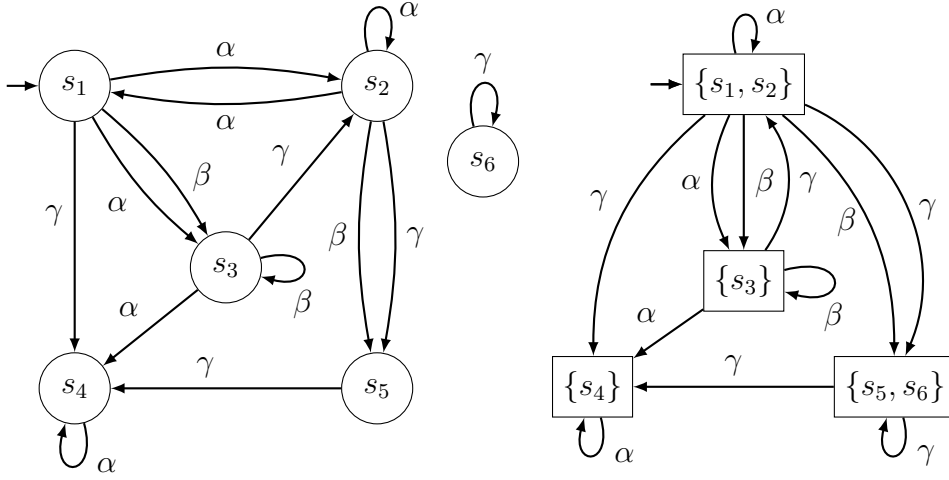 α
α
s₁
α
s₂
{s₁, s₂}
α
γ
s₆
γ
β
α
γ
s₃
β
β
γ
α
γ
α
β
γ
β
γ
{s₃}
β
α
s₄
γ
s₅
{s₄}
γ
{s₅, s₆}
α
α
γ